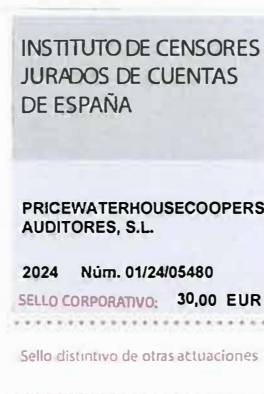 INSTITUTO DE CENSORES
JURADOS DE CUENTAS
DE ESPAÑA
PRICEWATERHOUSECOOPERS
AUDITORES, S.L.
2024 Núm. 01/24/05480
SELLO CORPORATIVO: 30,00 EUR
Sello distintivo de otras actuaciones